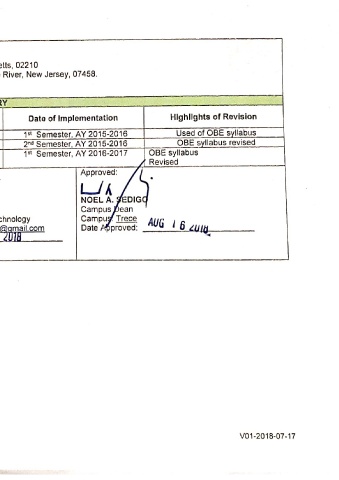 etts, 02210
River, New Jersey, 07458.
RY
Date of Implementation Highlights of Revision
1st Semester, AY 2015-2016 Used of OBE syllabus
2nd Semester, AY 2015-2016 OBE syllabus revised
1st Semester, AY 2016-2017 OBE syllabus
Revised
Approved:
NOEL A. SEDIGO
Campus Dean
chnology Campus Trece
@gmail.com Date Approved: AUG 16 2018
2018
V01-2018-07-17